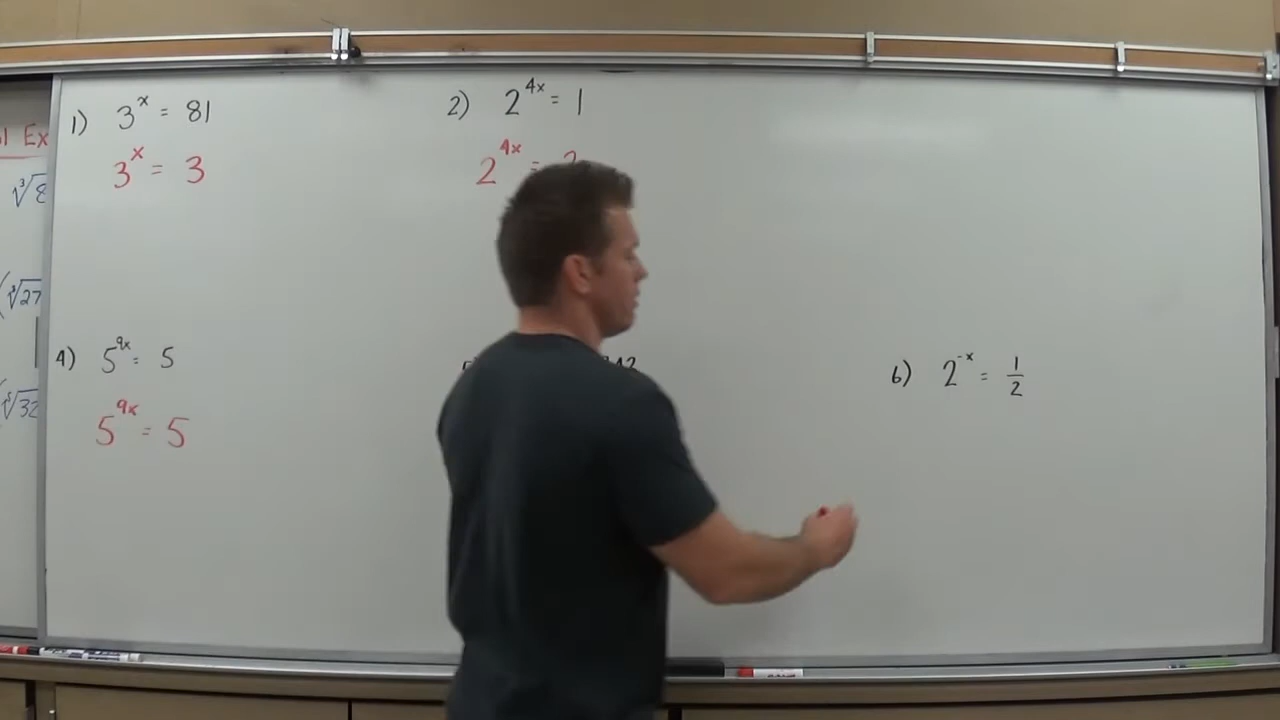 1) 3^x = 81
3^x = 3
2) 2^4x = 1
2^4x = 2
4) 5^9x = 5
5^9x = 5
6) 2^-x = 1/2
l Ex
∛8
(∛27
(⁵√32